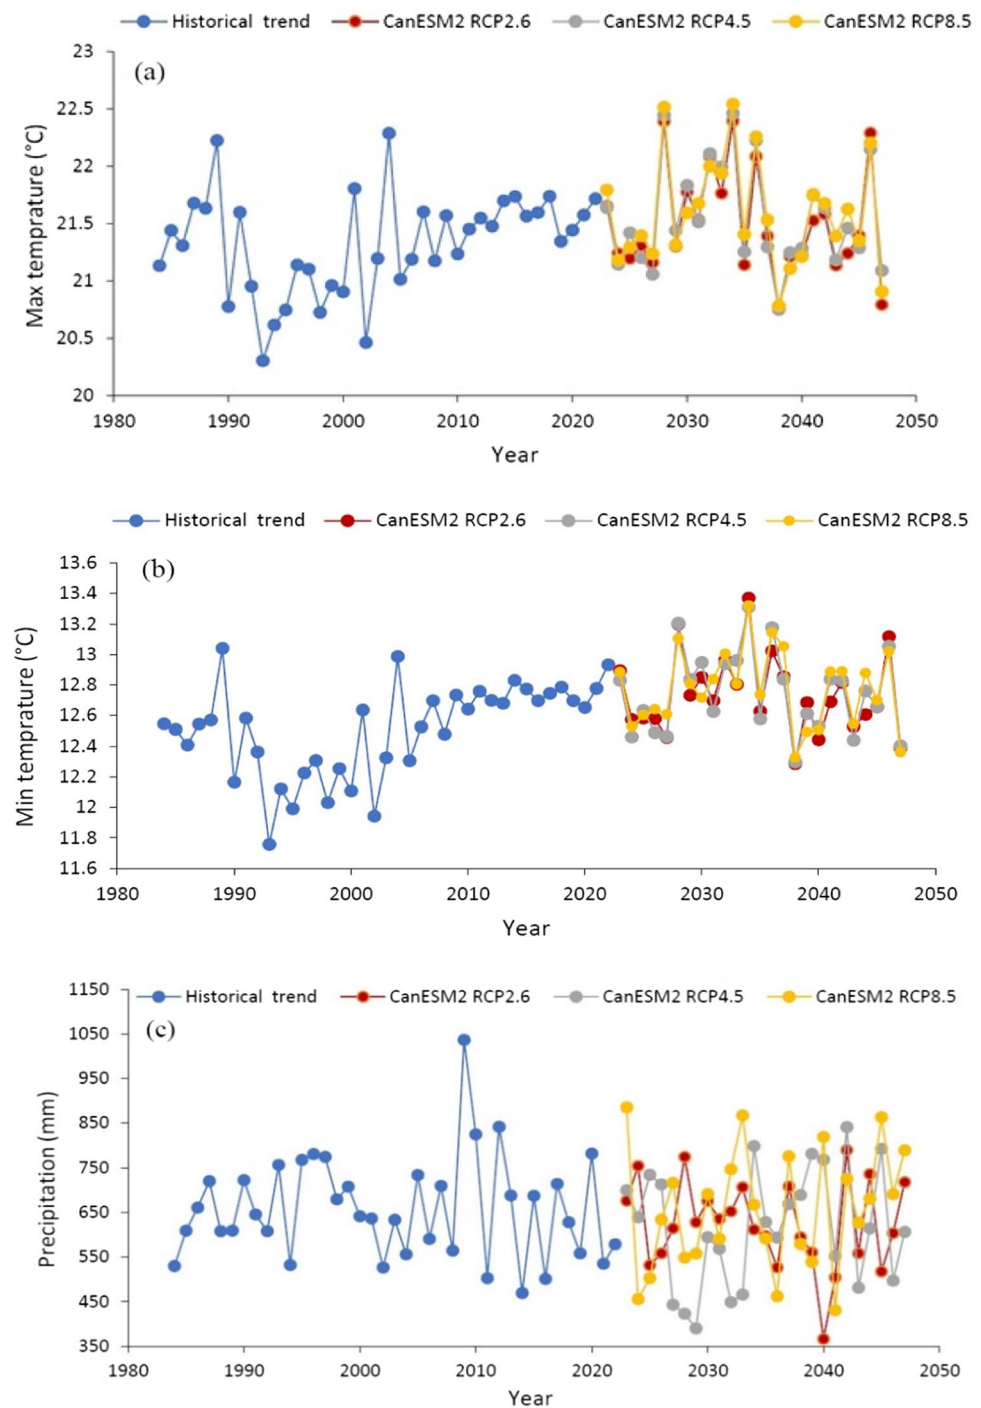 Historical trend CanESM2 RCP2.6 CanESM2 RCP4.5 CanESM2 RCP8.5
23
(a)
22.5
22
21.5
21
20.5
20
Max temprature (°C)
1980 1990 2000 2010 2020 2030 2040 2050
Year
Historical trend CanESM2 RCP2.6 CanESM2 RCP4.5 CanESM2 RCP8.5
13.6
(b)
13.4
13.2
13
12.8
12.6
12.4
12.2
12
11.8
11.6
Min temprature (°C)
1980 1990 2000 2010 2020 2030 2040 2050
Year
1150
Historical trend CanESM2 RCP2.6 CanESM2 RCP4.5 CanESM2 RCP8.5
(c)
1050
950
850
750
650
550
450
350
Precipitation (mm)
1980 1990 2000 2010 2020 2030 2040 2050
Year